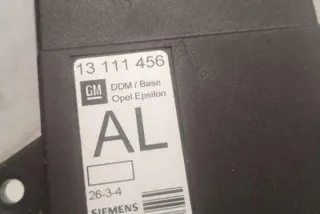 13 111 456
GM DDM / Base
Opel Epsilon
AL
26-3-4
SIEMENS